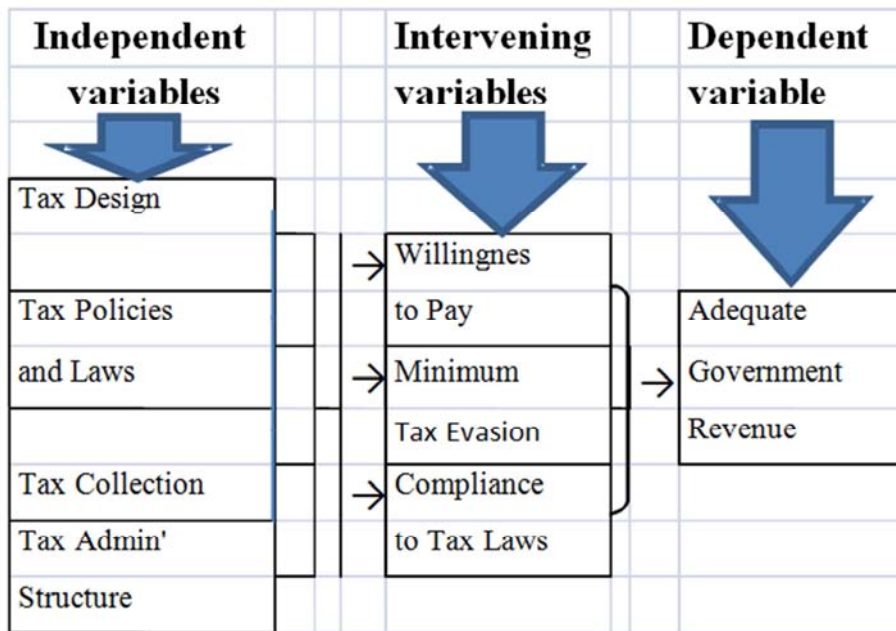 Independent
variables
Intervening
variables
Dependent
variable
Tax Design
Tax Policies
and Laws
Tax Collection
Tax Admin'
Structure
Willingnes
to Pay
Minimum
Tax Evasion
Compliance
to Tax Laws
Adequate
Government
Revenue